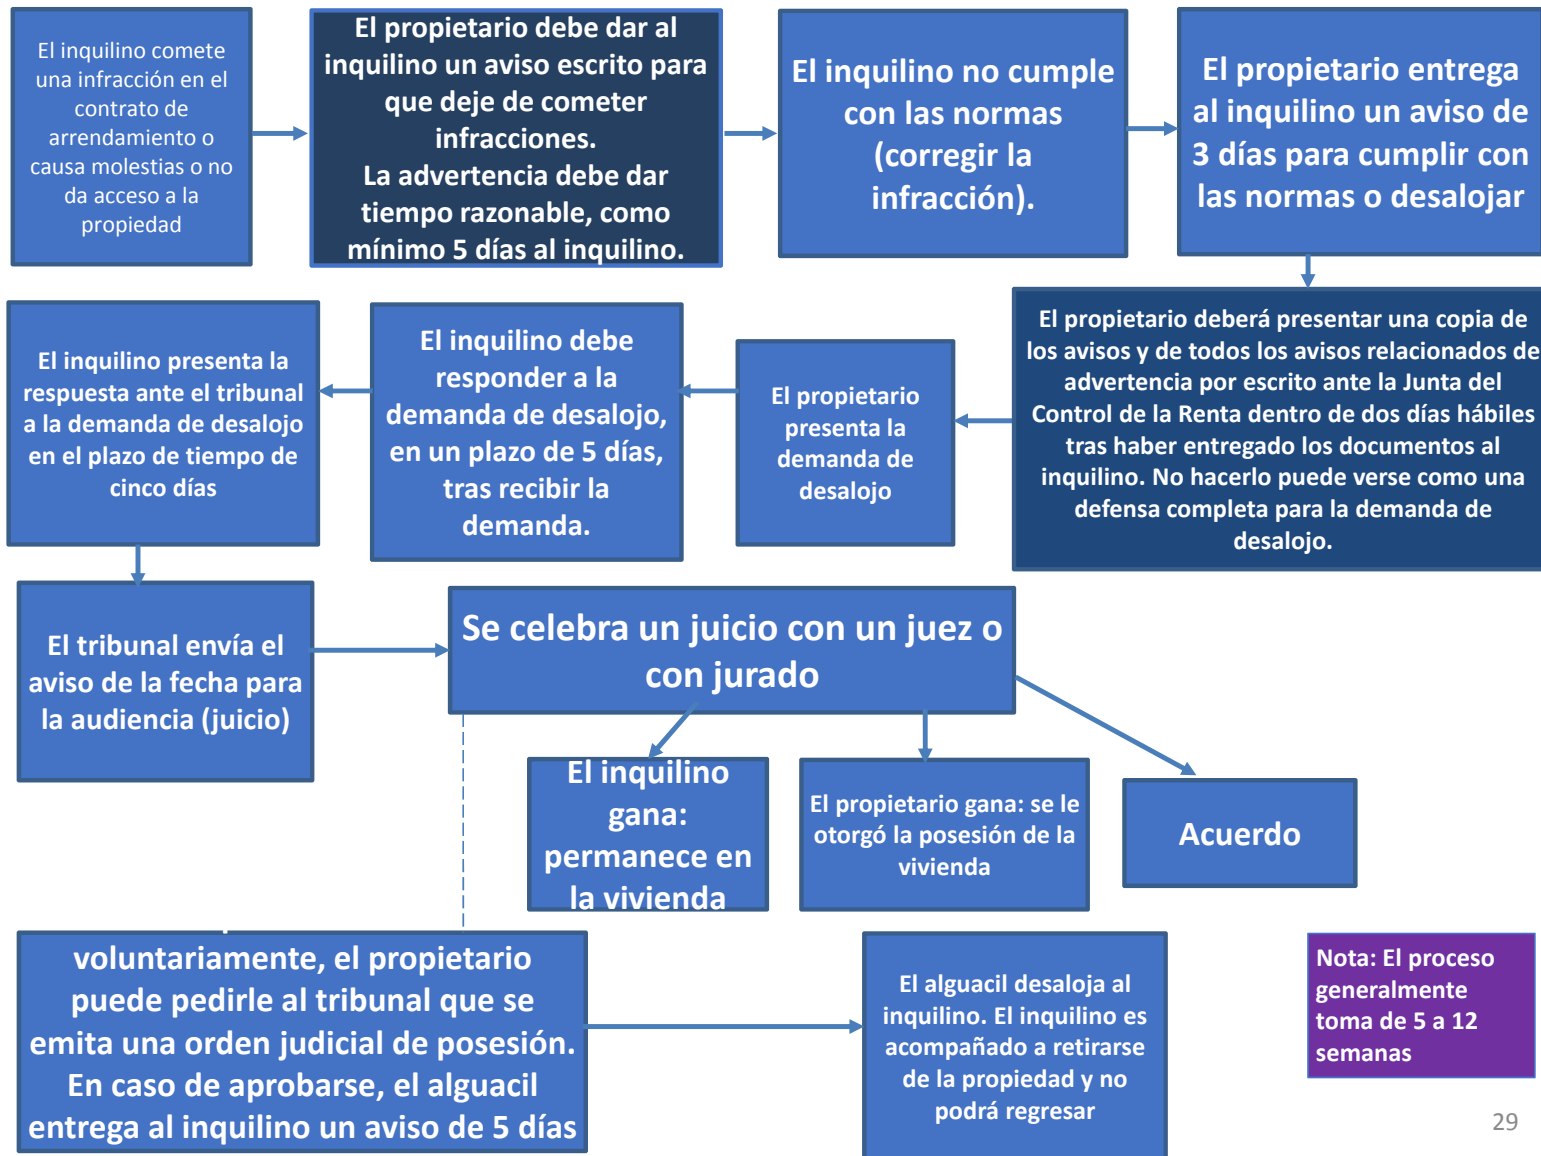 El inquilino comete
una infracción en el
contrato de
arrendamiento o
causa molestias o no
da acceso a la
propiedad
El propietario debe dar al
inquilino un aviso escrito para
que deje de cometer
infracciones.
La advertencia debe dar
tiempo razonable, como
mínimo 5 días al inquilino.
El inquilino no cumple
con las normas
(corregir la
infracción).
El propietario entrega
al inquilino un aviso de
3 días para cumplir con
las normas o desalojar
El propietario deberá presentar una copia de
los avisos y de todos los avisos relacionados de
advertencia por escrito ante la Junta del
Control de la Renta dentro de dos días hábiles
tras haber entregado los documentos al
inquilino. No hacerlo puede verse como una
defensa completa para la demanda de
desalojo.
El propietario
presenta la
demanda de
desalojo
El inquilino debe
responder a la
demanda de desalojo,
en un plazo de 5 días,
tras recibir la
demanda.
El inquilino presenta la
respuesta ante el tribunal
a la demanda de desalojo
en el plazo de tiempo de
cinco días
El tribunal envía el
aviso de la fecha para
la audiencia (juicio)
Se celebra un juicio con un juez o
con jurado
El inquilino
gana:
permanece en
la vivienda
El propietario gana: se le
otorgó la posesión de la
vivienda
Acuerdo
voluntariamente, el propietario
puede pedirle al tribunal que se
emita una orden judicial de posesión.
En caso de aprobarse, el alguacil
entrega al inquilino un aviso de 5 días
El alguacil desaloja al
inquilino. El inquilino es
acompañado a retirarse
de la propiedad y no
podrá regresar
Nota: El proceso
generalmente
toma de 5 a 12
semanas
29